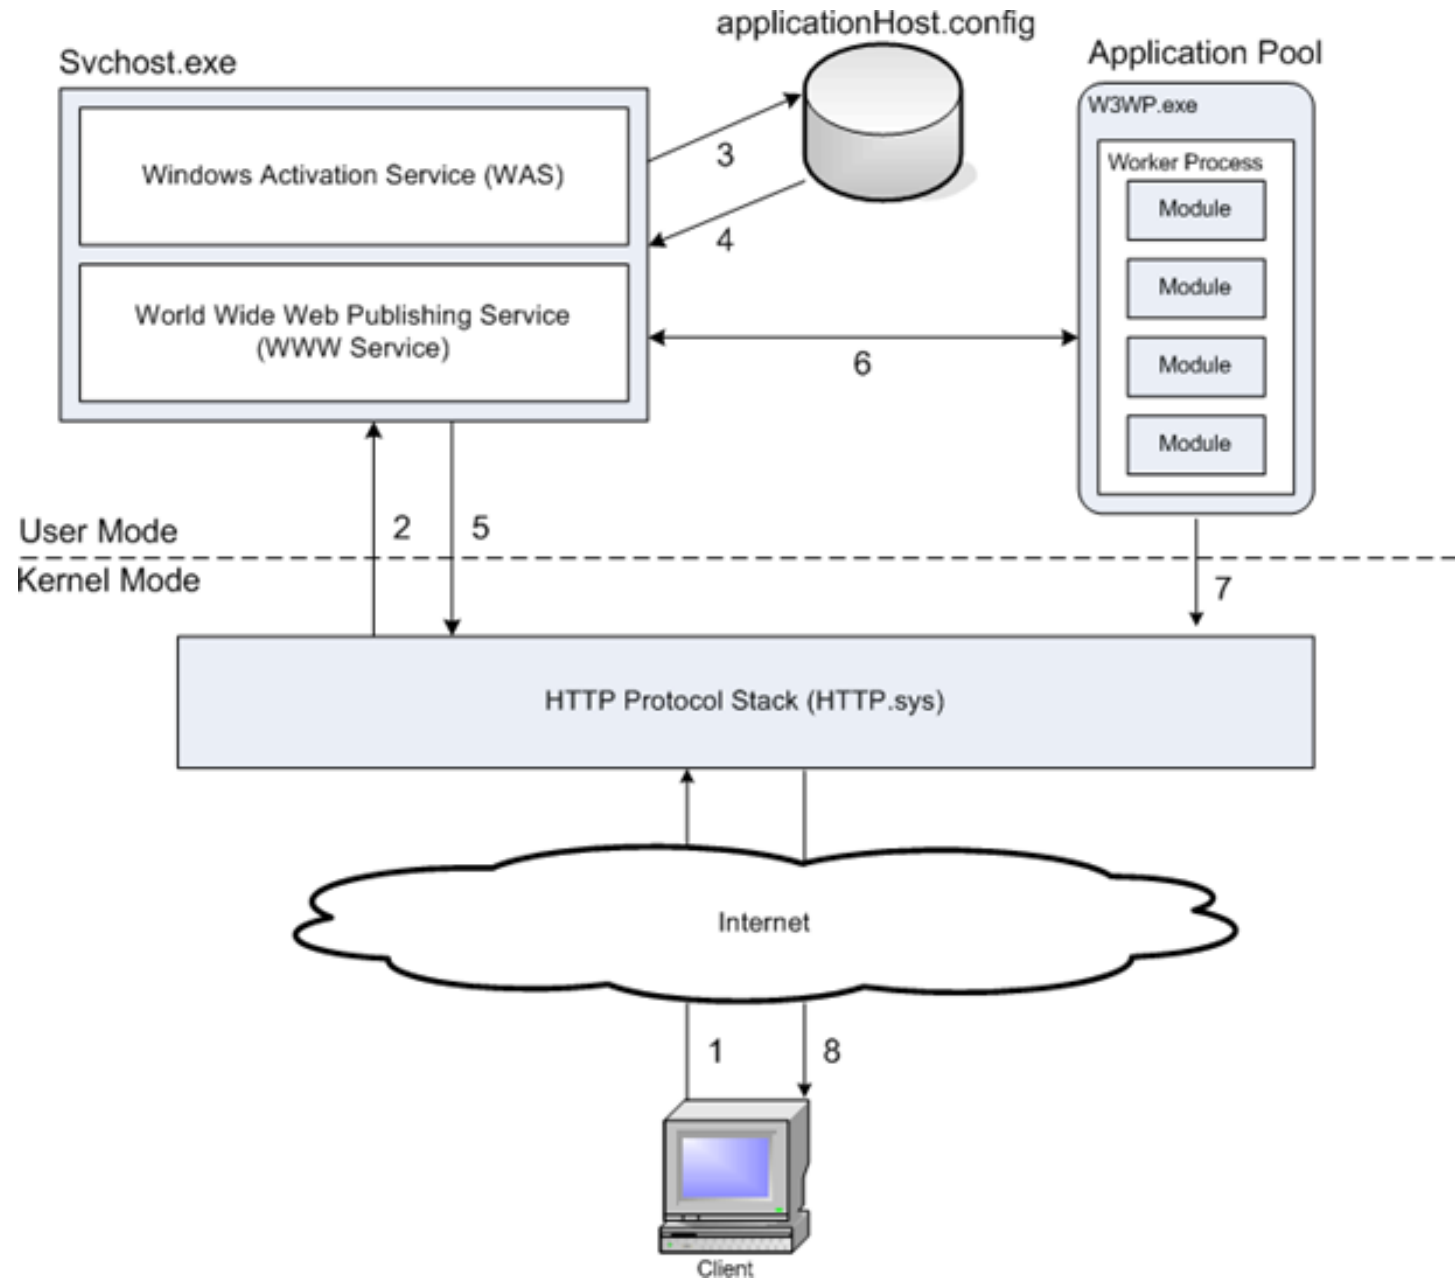 applicationHost.config
Svchost.exe
Application Pool
W3WP.exe
Windows Activation Service (WAS)
3
Worker Process
Module
4
Module
World Wide Web Publishing Service
(WWW Service)
6
Module
Module
User Mode
2
5
Kernel Mode
7
HTTP Protocol Stack (HTTP.sys)
Internet
1
8
Client